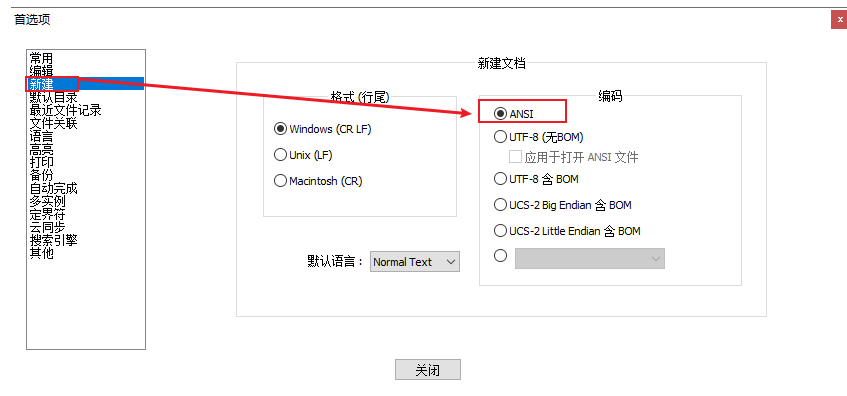 首选项
x
常用
编辑
新建
默认目录
最近文件记录
文件关联
语言
高亮
打印
备份
自动完成
多实例
定界符
云同步
搜索引擎
其他
新建文档
格式 (行尾)
Windows (CR LF)
Unix (LF)
Macintosh (CR)
默认语言：
Normal Text
编码
ANSI
UTF-8 (无BOM)
应用于打开 ANSI 文件
UTF-8 含 BOM
UCS-2 Big Endian 含 BOM
UCS-2 Little Endian 含 BOM
关闭